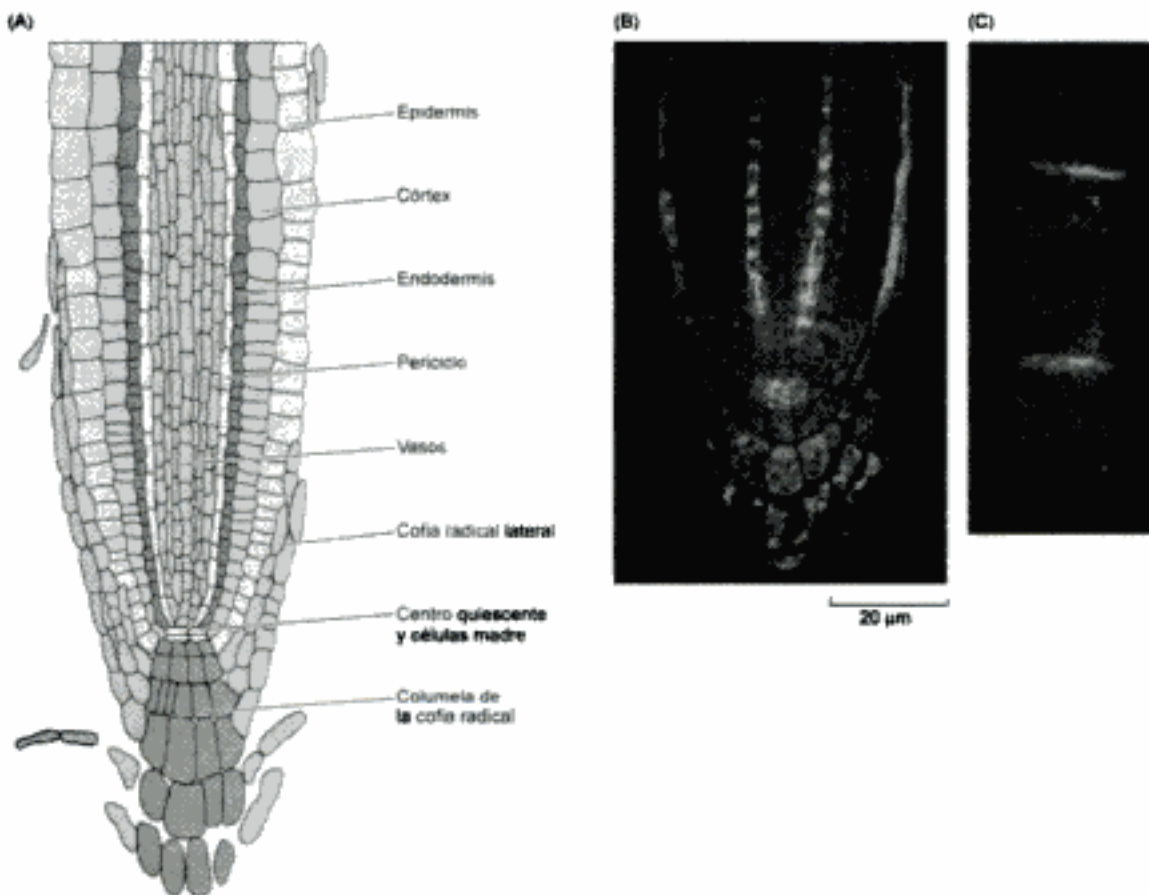 (A)
(B)
(C)
Epidermis
Córtex
Endodermis
Periciclo
Vasos
Cofia radical lateral
Centro quiescente
y células madre
Columela de
la cofia radical
20 µm